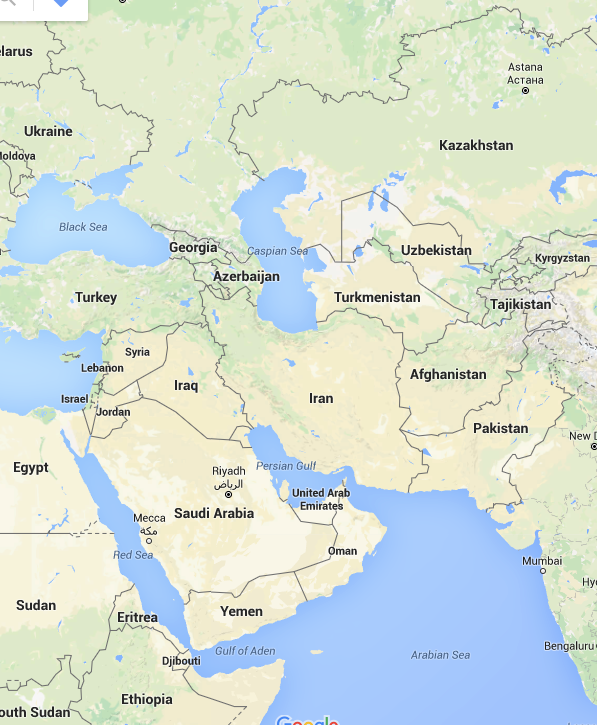 elarus
Astana
Астана
Ukraine
Kazakhstan
Moldova
Black Sea
Georgia
Caspian Sea
Uzbekistan
Kyrgyzstan
Azerbaijan
Turkey
Turkmenistan
Tajikistan
Syria
Lebanon
Iraq
Afghanistan
Israel
Iran
Jordan
Pakistan
New D
Egypt
Persian Gulf
Riyadh
الرياض
United Arab
Emirates
Saudi Arabia
Mecca
مكة
Oman
Red Sea
Mumbai
Hy
Sudan
Yemen
Eritrea
Bengaluru
Gulf of Aden
Arabian Sea
Djibouti
Ethiopia
outh Sudan
Google